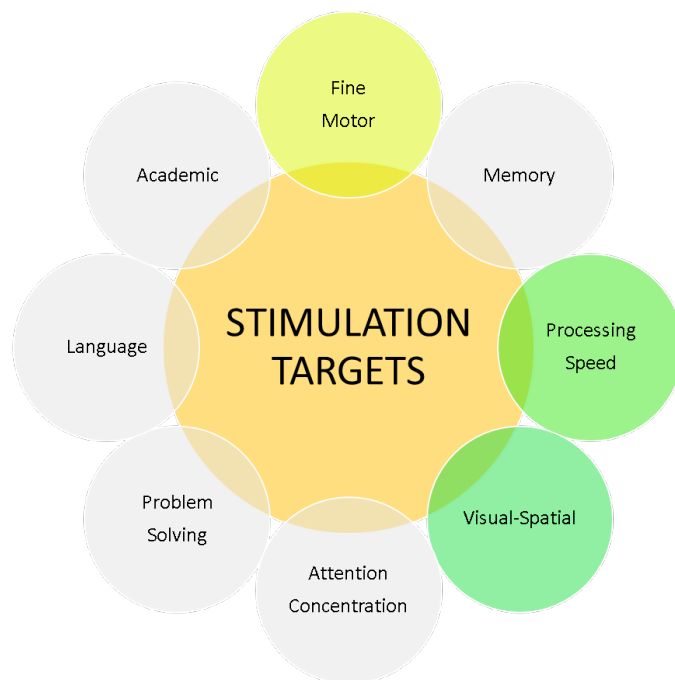 Fine
Motor
Academic
Memory
STIMULATION
TARGETS
Language
Processing
Speed
Problem
Solving
Visual-Spatial
Attention
Concentration